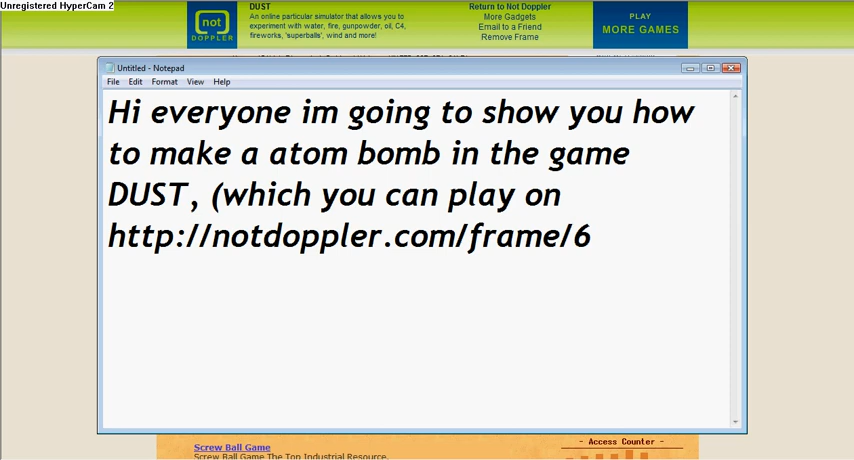 Unregistered HyperCam 2
not
DOPPLER
DUST
An online particular simulator that allows you to
experiment with water, fire, gunpowder, oil, C4,
fireworks, 'superballs', wind and more!
Return to Not Doppler
More Gadgets
Email to a Friend
Remove Frame
PLAY
MORE GAMES
Untitled - Notepad
File Edit Format View Help
Hi everyone im going to show you how
to make a atom bomb in the game
DUST, (which you can play on
http://notdoppler.com/frame/6
Screw Ball Game
Screw Ball Game The Top Industrial Resource.
- Access Counter -